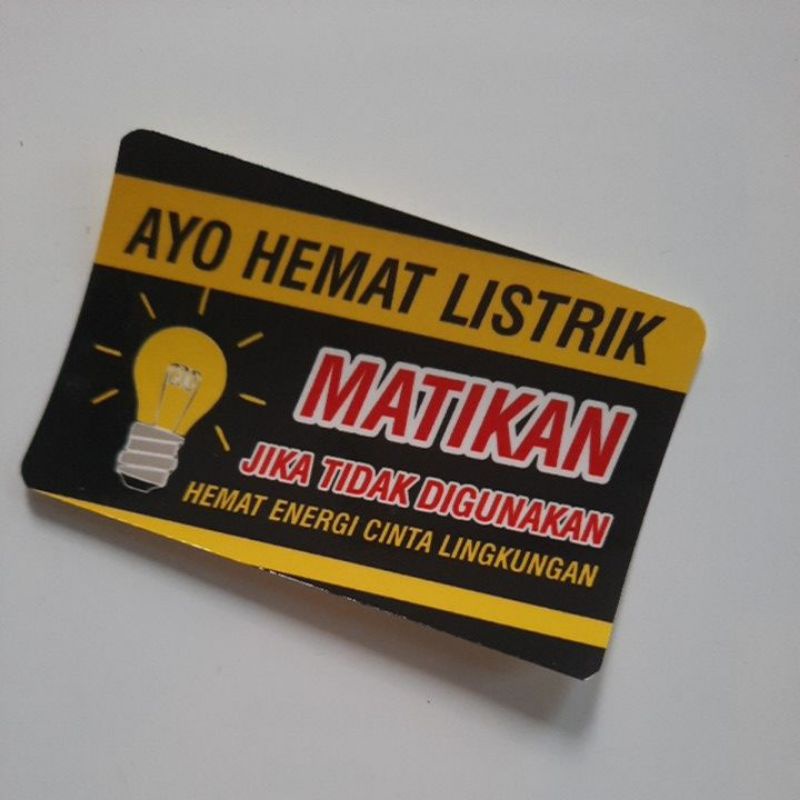 AYO HEMAT LISTRIK
MATIKAN
JIKA TIDAK DIGUNAKAN
HEMAT ENERGI CINTA LINGKUNGAN